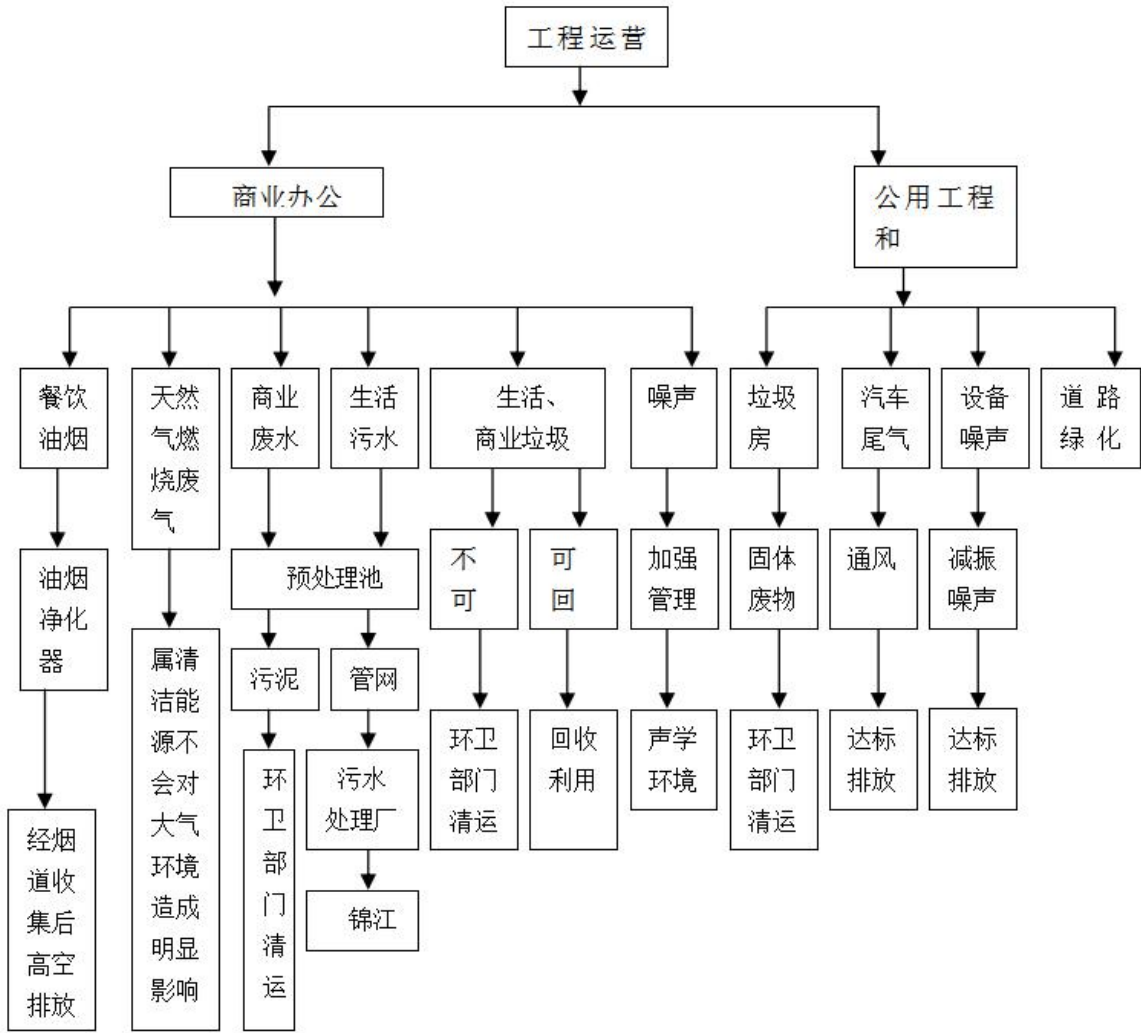 工程运营
商业办公
公用工程
和
餐饮
油烟
天然
气燃
烧废
气
商业
废水
生活
污水
生活、
商业垃圾
噪声
垃圾
房
汽车
尾气
设备
噪声
道路
绿化
油烟
净化
器
预处理池
不
可
可
回
加强
管理
固体
废物
通风
减振
噪声
属清
洁能
源不
会对
大气
环境
造成
明显
影响
污泥
管网
环卫
部门
清运
回收
利用
声学
环境
环卫
部门
清运
达标
排放
达标
排放
环
卫
部
门
清
运
污水
处理厂
经烟
道收
集后
高空
排放
锦江